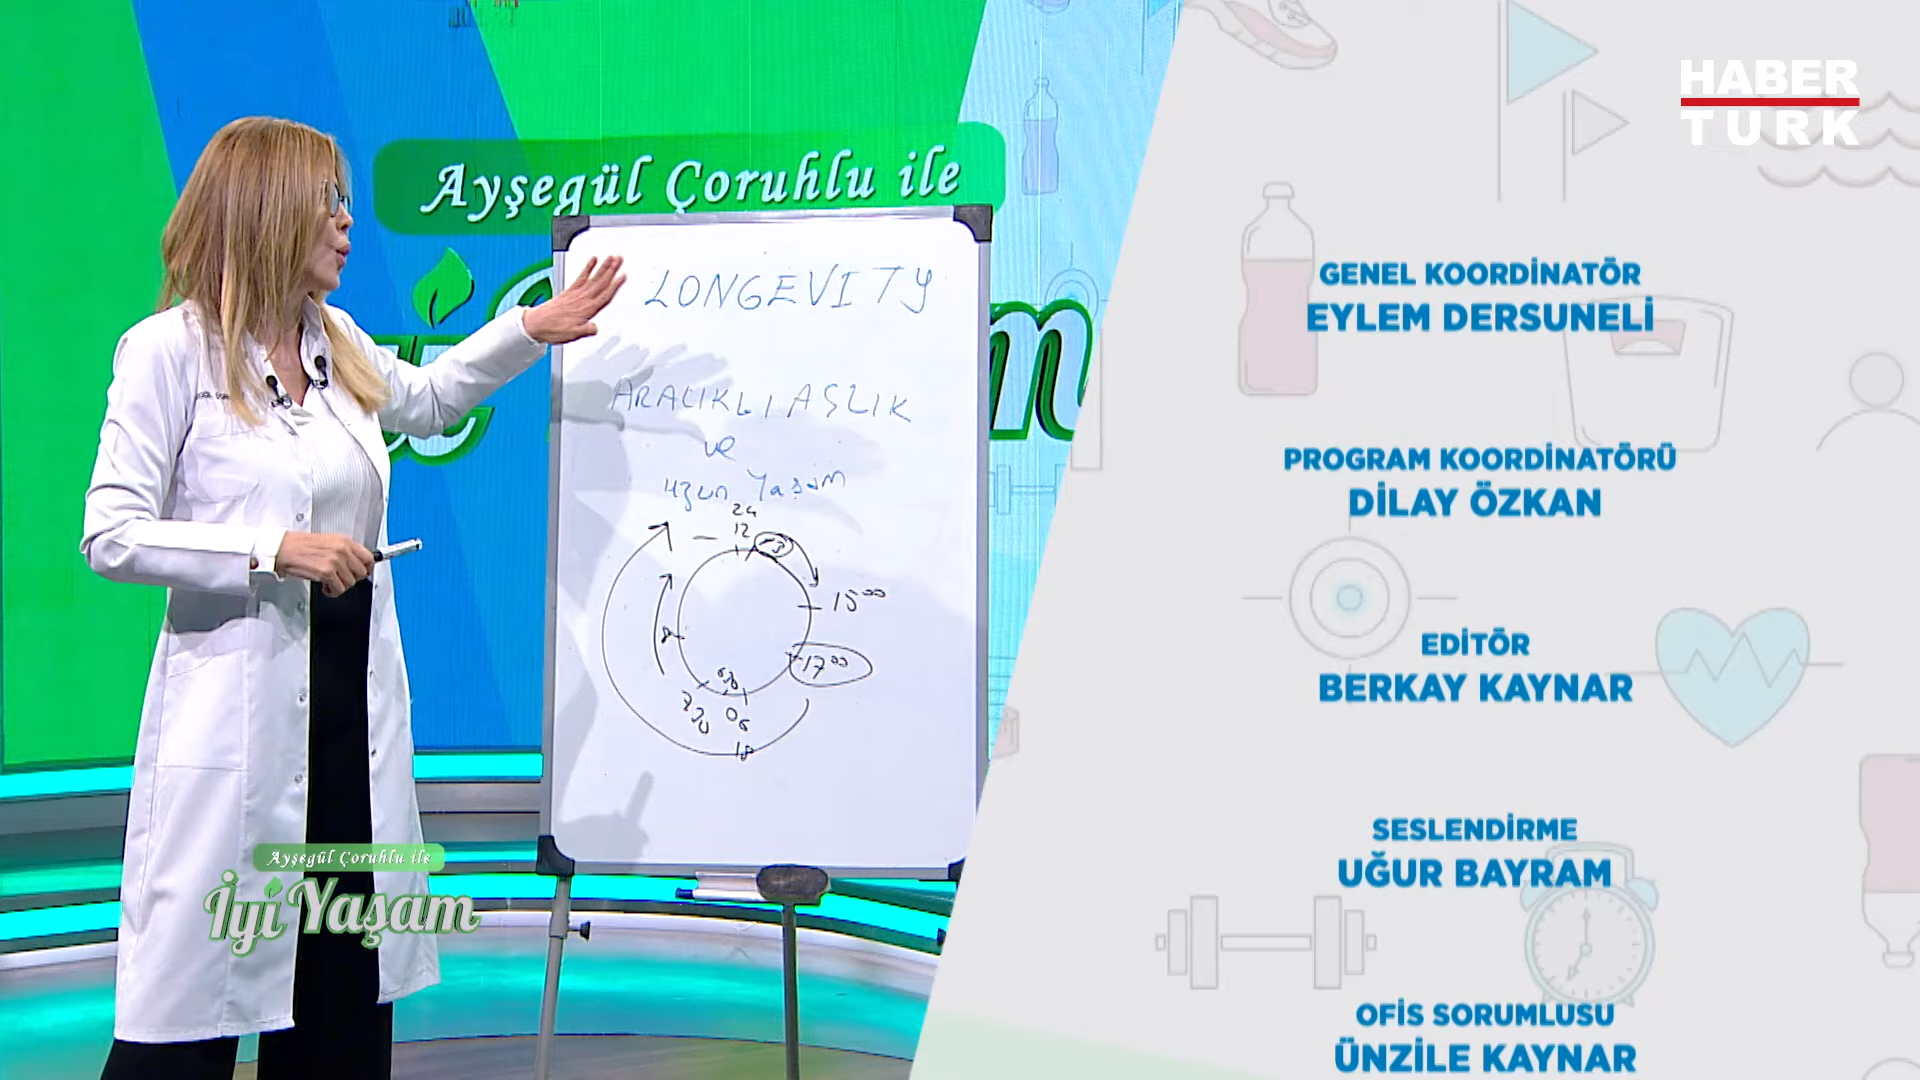 Ayşegül Çoruhlu ile
LONGEVITY
ARALIKLI AÇLIK
ve
uzun Yaşam
24
12
13
15⁰⁰
17⁰⁰
06
18
Ayşegül Çoruhlu ile
İyi Yaşam
HABER
TURK
GENEL KOORDİNATÖR
EYLEM DERSUNELİ
PROGRAM KOORDİNATÖRÜ
DİLAY ÖZKAN
EDİTÖR
BERKAY KAYNAR
SESLENDİRME
UĞUR BAYRAM
OFİS SORUMLUSU
ÜNZİLE KAYNAR